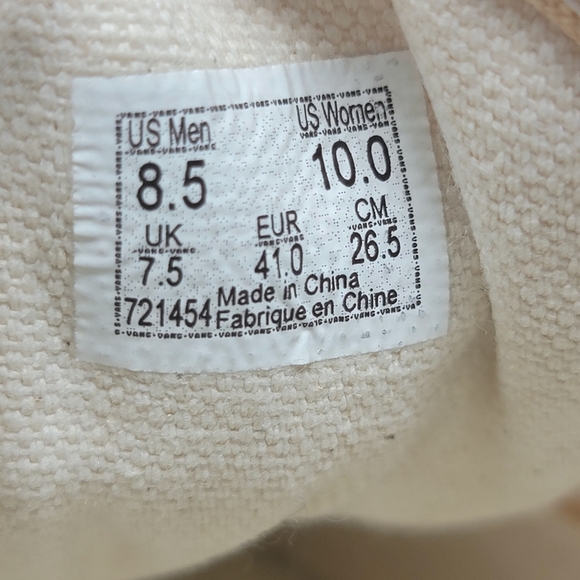 US Men US Women
8.5 10.0
UK EUR CM
7.5 41.0 26.5
721454 Made in China
Fabrique en Chine